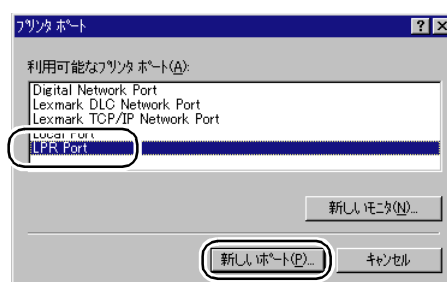 プリンタ ポート
利用可能なプリンタ ポート(A):
Digital Network Port
Lexmark DLC Network Port
Lexmark TCP/IP Network Port
Local Port
LPR Port
新しいモニタ(N)...
新しいポート(P)...
キャンセル